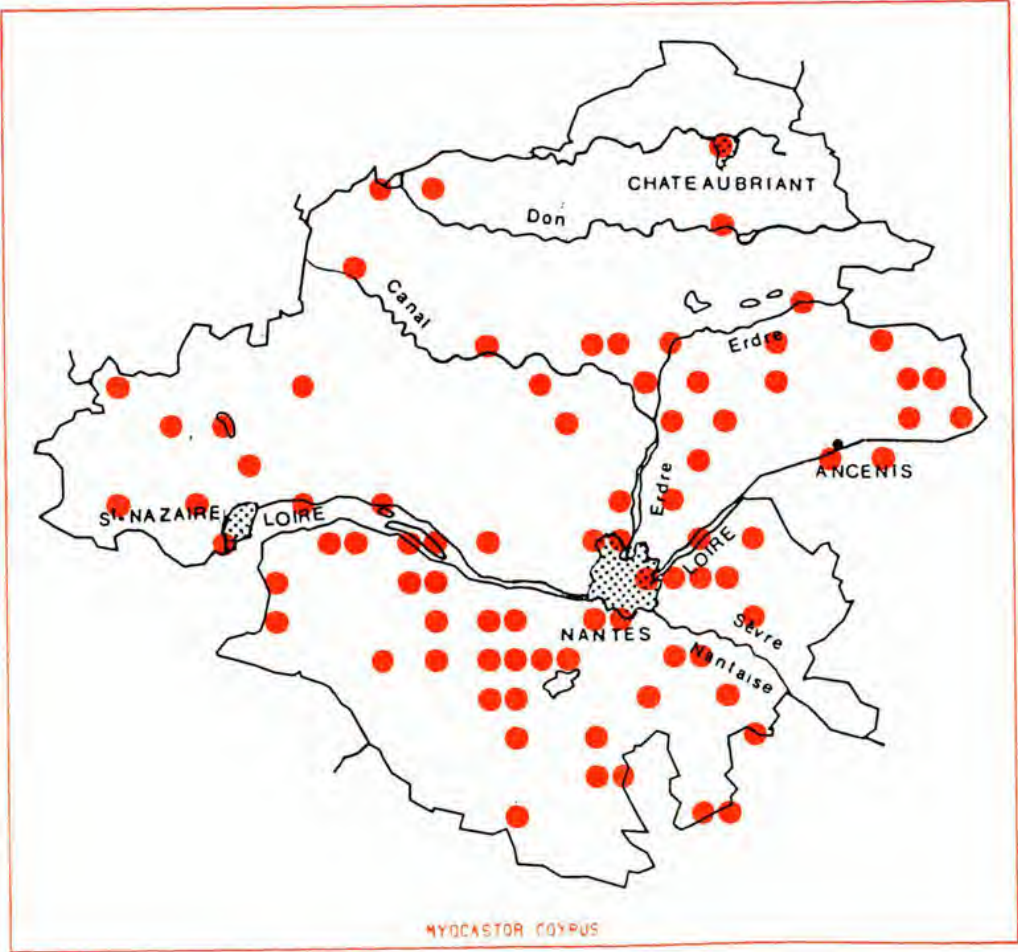 CHATEAUBRIANT
Don
Canal
Erdre
Erdre
ANCENIS
St-NAZAIRE
LOIRE
LOIRE
NANTES
Sèvre
Nantaise
MYOCASTOR COYPUS